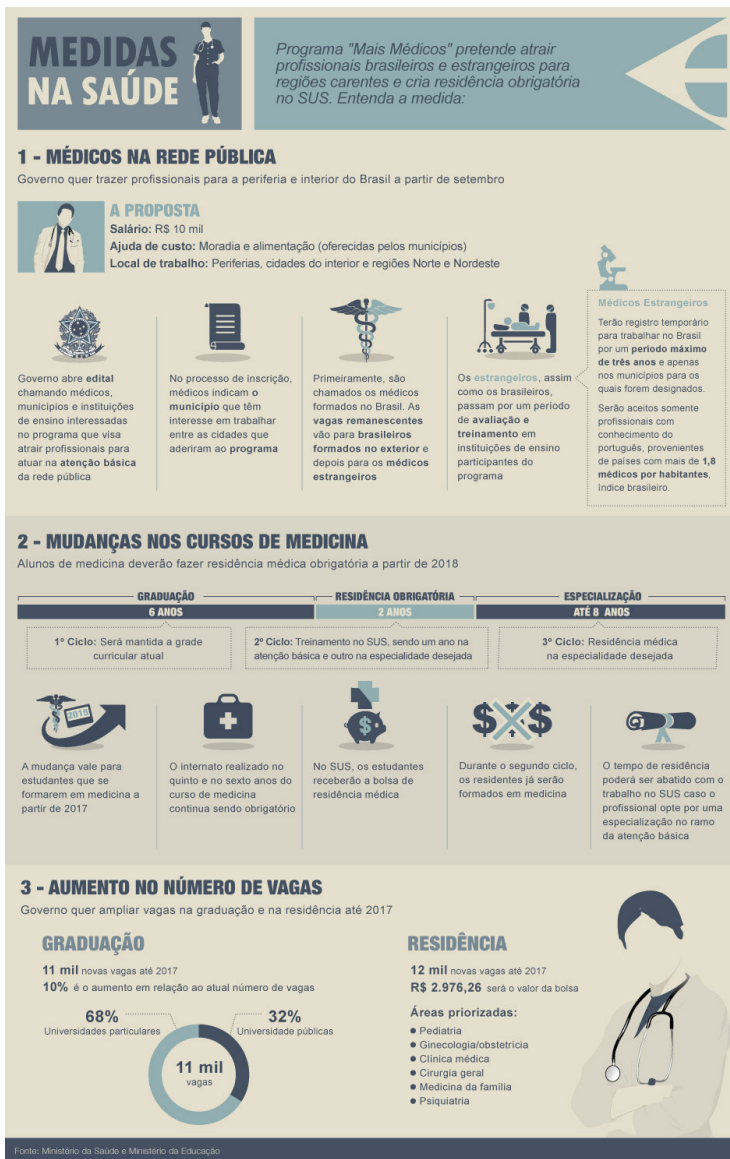 MEDIDAS
NA SAÚDE
Programa "Mais Médicos" pretende atrair
profissionais brasileiros e estrangeiros para
regiões carentes e cria residência obrigatória
no SUS. Entenda a medida:
1 - MÉDICOS NA REDE PÚBLICA
Governo quer trazer profissionais para a periferia e interior do Brasil a partir de setembro
A PROPOSTA
Salário: R$ 10 mil
Ajuda de custo: Moradia e alimentação (oferecidas pelos municípios)
Local de trabalho: Periferias, cidades do interior e regiões Norte e Nordeste
Governo abre edital
chamando médicos,
municípios e instituições
de ensino interessadas
no programa que visa
atrair profissionais para
atuar na atenção básica
da rede pública
No processo de inscrição,
médicos indicam o
município que têm
interesse em trabalhar
entre as cidades que
aderiram ao programa
Primeiramente, são
chamados os médicos
formados no Brasil. As
vagas remanescentes
vão para brasileiros
formados no exterior e
depois para os médicos
estrangeiros
Os estrangeiros, assim
como os brasileiros,
passam por um período
de avaliação e
treinamento em
instituições de ensino
participantes do
programa
Médicos Estrangeiros
Terão registro temporário
para trabalhar no Brasil
por um período máximo
de três anos e apenas
nos municípios para os
quais forem designados.
Serão aceitos somente
profissionais com
conhecimento do
português, provenientes
de países com mais de 1,8
médicos por habitantes,
índice brasileiro.
2 - MUDANÇAS NOS CURSOS DE MEDICINA
Alunos de medicina deverão fazer residência médica obrigatória a partir de 2018
GRADUAÇÃO
6 ANOS
1º Ciclo: Será mantida a grade
curricular atual
RESIDÊNCIA OBRIGATÓRIA
2 ANOS
2º Ciclo: Treinamento no SUS, sendo um ano na
atenção básica e outro na especialidade desejada
ESPECIALIZAÇÃO
ATÉ 8 ANOS
3º Ciclo: Residência médica
na especialidade desejada
2015
A mudança vale para
estudantes que se
formarem em medicina a
partir de 2017
O internato realizado no
quinto e no sexto anos do
curso de medicina
continua sendo obrigatório
$
No SUS, os estudantes
receberão a bolsa de
residência médica
$ $ $
Durante o segundo ciclo,
os residentes já serão
formados em medicina
O tempo de residência
poderá ser abatido com o
trabalho no SUS caso o
profissional opte por uma
especialização no ramo
da atenção básica
3 - AUMENTO NO NÚMERO DE VAGAS
Governo quer ampliar vagas na graduação e na residência até 2017
GRADUAÇÃO
11 mil novas vagas até 2017
10% é o aumento em relação ao atual número de vagas
68%
Universidades particulares
32%
Universidade públicas
11 mil
vagas
RESIDÊNCIA
12 mil novas vagas até 2017
R$ 2.976,26 será o valor da bolsa
Áreas priorizadas:
● Pediatria
● Ginecologia/obstetrícia
● Clínica médica
● Cirurgia geral
● Medicina da família
● Psiquiatria
Fonte: Ministério da Saúde e Ministério da Educação